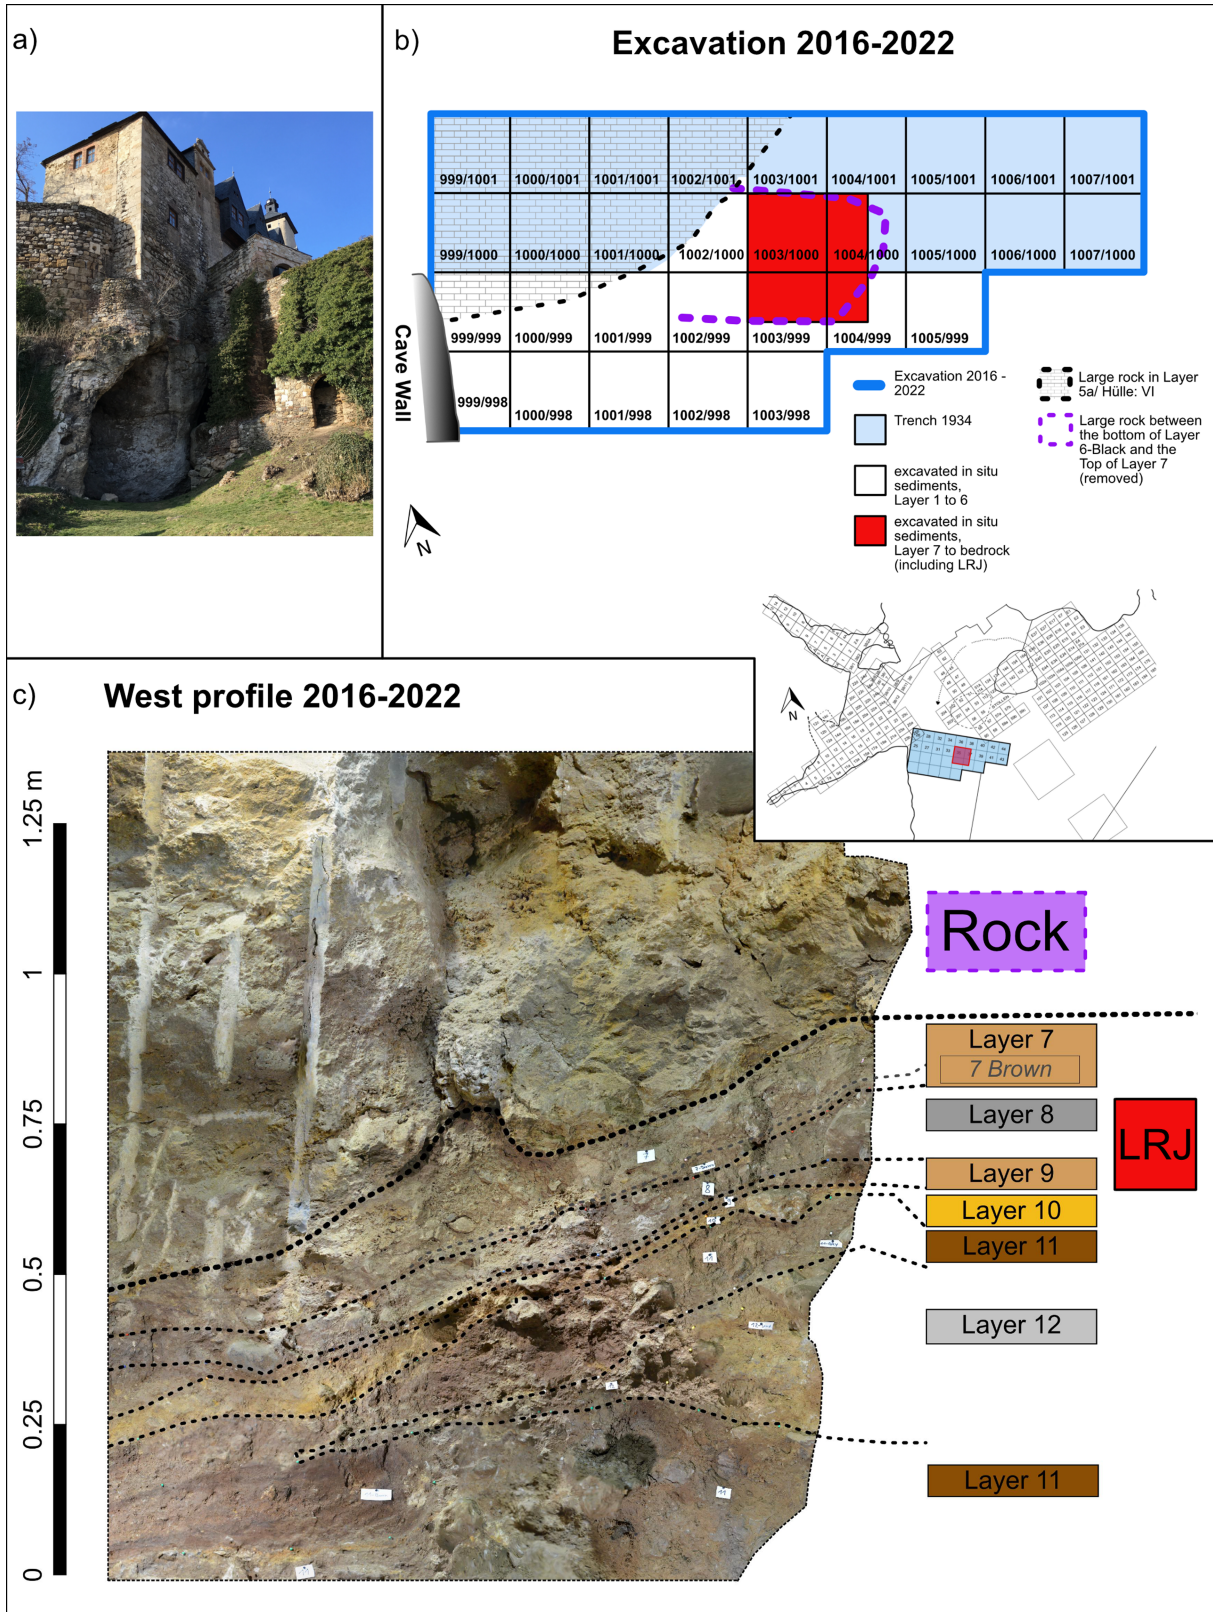 a)
b)
Excavation 2016-2022
999/1001 1000/1001 1001/1001 1002/1001 1003/1001 1004/1001 1005/1001 1006/1001 1007/1001
999/1000 1000/1000 1001/1000 1002/1000 1003/1000 1004/1000 1005/1000 1006/1000 1007/1000
999/999 1000/999 1001/999 1002/999 1003/999 1004/999 1005/999
999/998 1000/998 1001/998 1002/998 1003/998
Cave Wall
N
Excavation 2016 -
2022
Trench 1934
excavated in situ
sediments,
Layer 1 to 6
excavated in situ
sediments,
Layer 7 to bedrock
(including LRJ)
Large rock in Layer
5a/ Hülle: VI
Large rock between
the bottom of Layer
6-Black and the
Top of Layer 7
(removed)
N
c)
West profile 2016-2022
1.25 m
1
0.75
0.5
0.25
0
Rock
Layer 7
7 Brown
Layer 8
LRJ
Layer 9
Layer 10
Layer 11
Layer 12
Layer 11